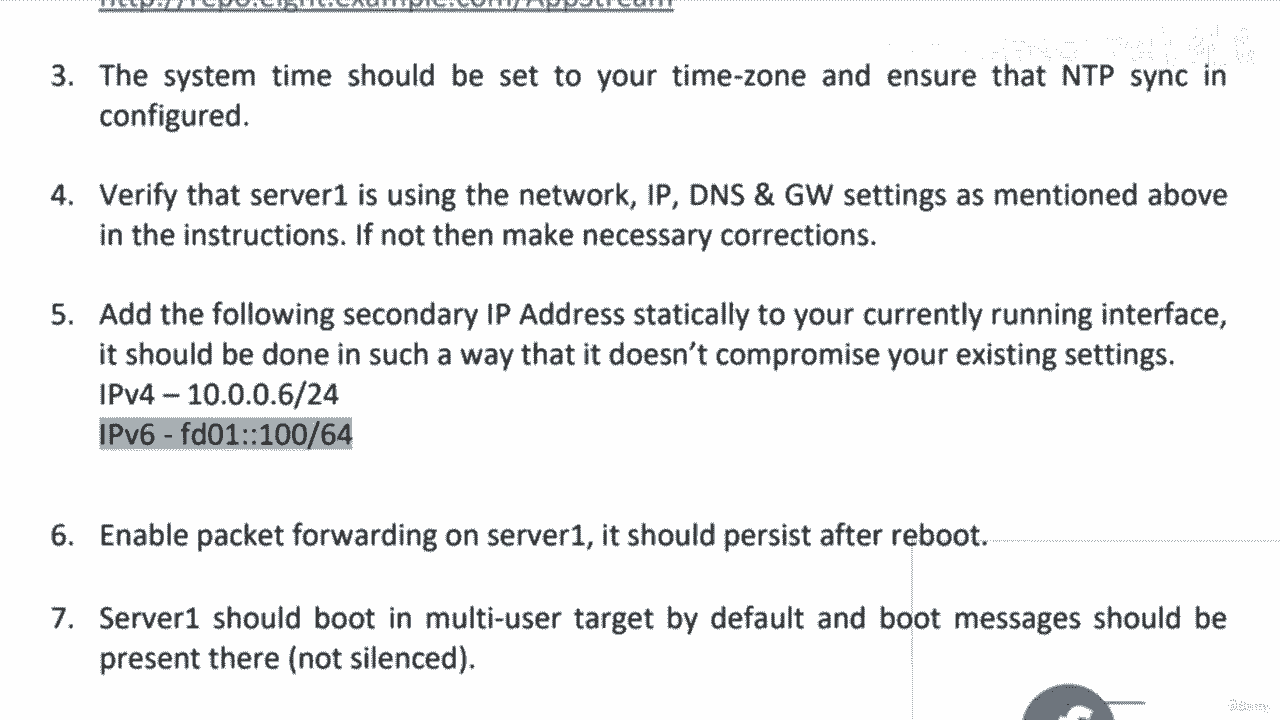 http://repo.eight.example.com/AppStream
3. The system time should be set to your time-zone and ensure that NTP sync in
configured.
4. Verify that server1 is using the network, IP, DNS & GW settings as mentioned above
in the instructions. If not then make necessary corrections.
5. Add the following secondary IP Address statically to your currently running interface,
it should be done in such a way that it doesn’t compromise your existing settings.
IPv4 – 10.0.0.6/24
IPv6 - fd01::100/64
6. Enable packet forwarding on server1, it should persist after reboot.
7. Server1 should boot in multi-user target by default and boot messages should be
present there (not silenced).
Udemy